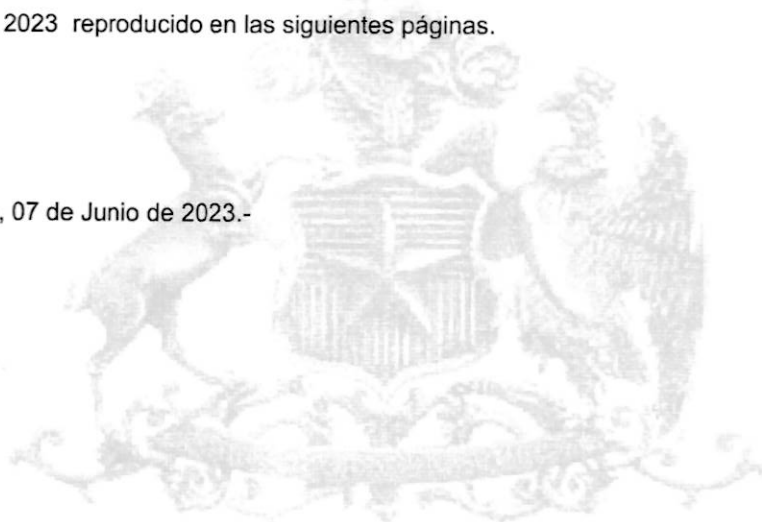 2023 reproducido en las siguientes páginas.
, 07 de Junio de 2023.-